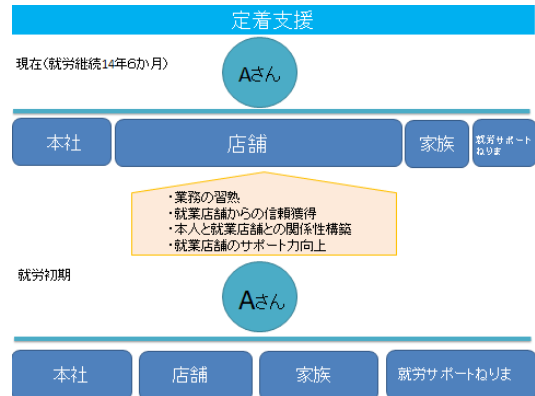 定着支援
現在(就労継続14年6か月)
Aさん
本社
店舗
家族
就労サポート
ねりま
・業務の習熟
・就業店舗からの信頼獲得
・本人と就業店舗との関係性構築
・就業店舗のサポート力向上
就労初期
Aさん
本社
店舗
家族
就労サポートねりま